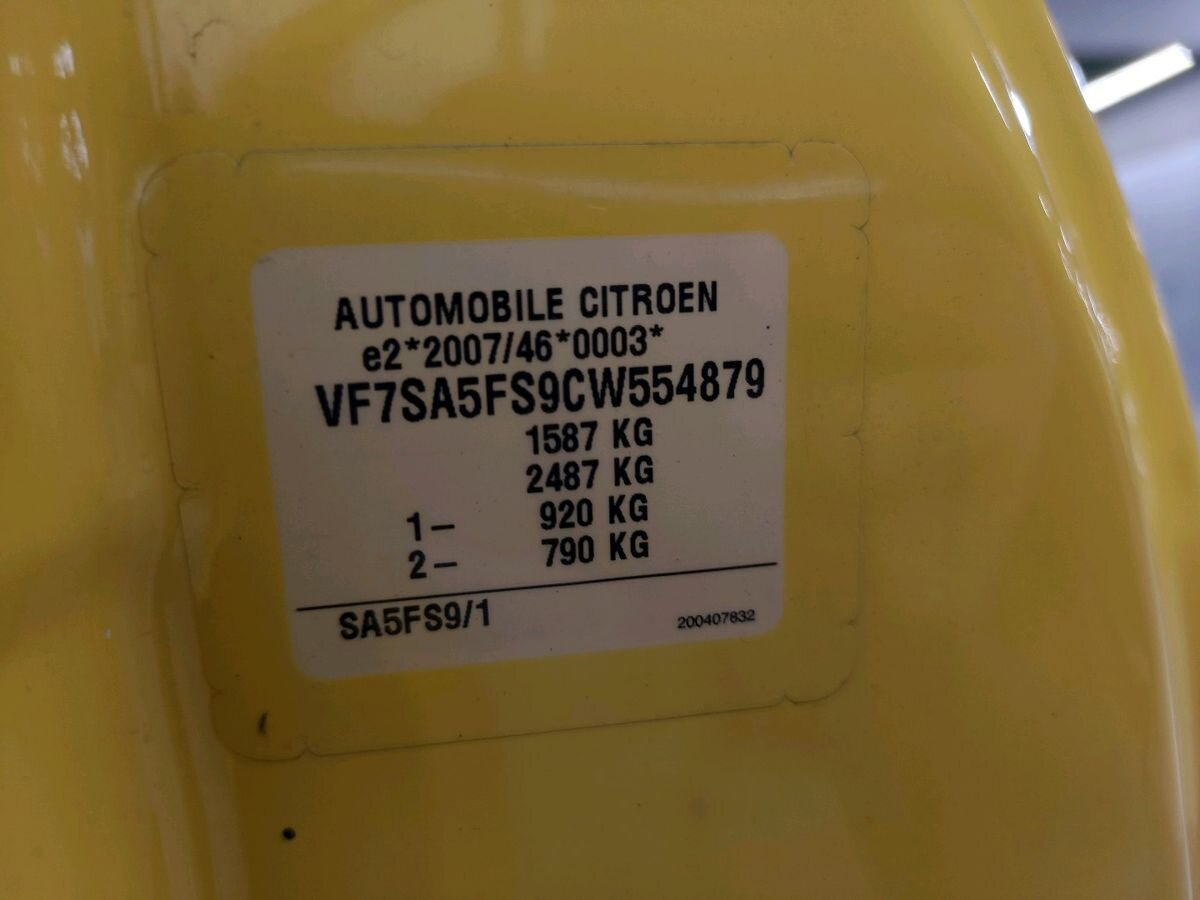 AUTOMOBILE CITROEN
e2*2007/46*0003*
VF7SA5FS9CW554879
1587 KG
2487 KG
1– 920 KG
2– 790 KG
SA5FS9/1 200407832